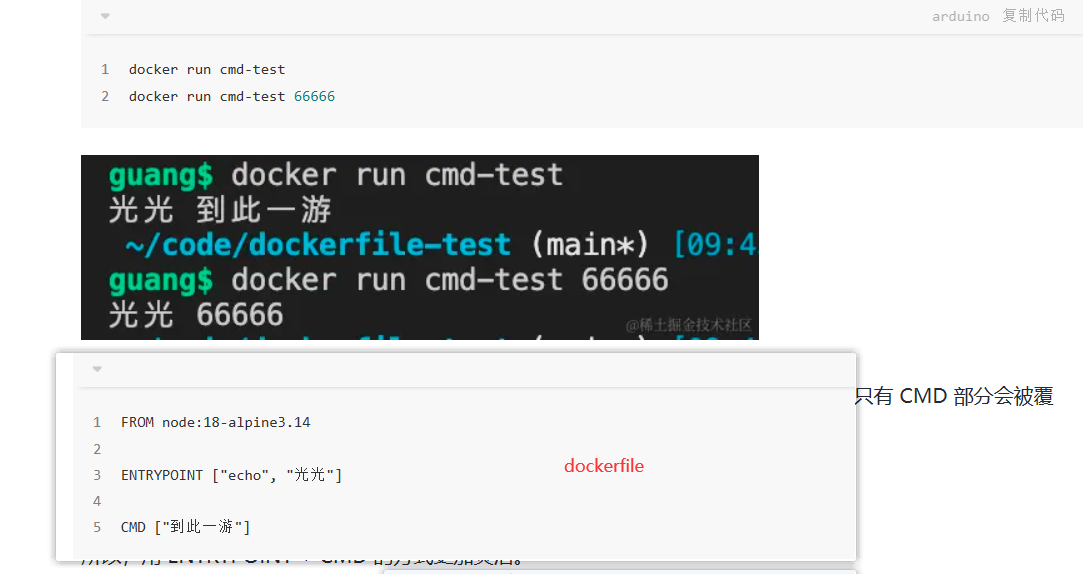 arduino 复制代码
1 docker run cmd-test
2 docker run cmd-test 66666
guang$ docker run cmd-test
光光 到此一游
~/code/dockerfile-test (main*) [09:4
guang$ docker run cmd-test 66666
光光 66666
@稀土掘金技术社区
只有 CMD 部分会被覆
1 FROM node:18-alpine3.14
2
3 ENTRYPOINT ["echo", "光光"]
dockerfile
4
5 CMD ["到此一游"]